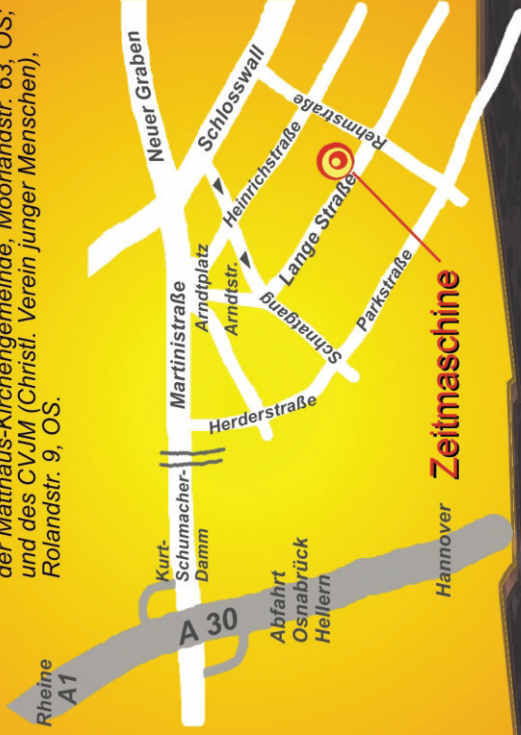 der Matthäus-Kirchengemeinde, Moorlandstr. 63, OS,
und des CVJM (Christl. Verein junger Menschen),
Rolandstr. 9, OS.
Rheine
A1
A 30
Kurt-
Schumacher-
Damm
Abfahrt
Osnabrück
Hellern
Hannover
Martinistraße
Herderstraße
Arndtplatz
Arndtstr.
Neuer Graben
Schlosswall
Heinrichstraße
Rehmstraße
Lange Straße
Schnatgang
Parkstraße
Zeitmaschine